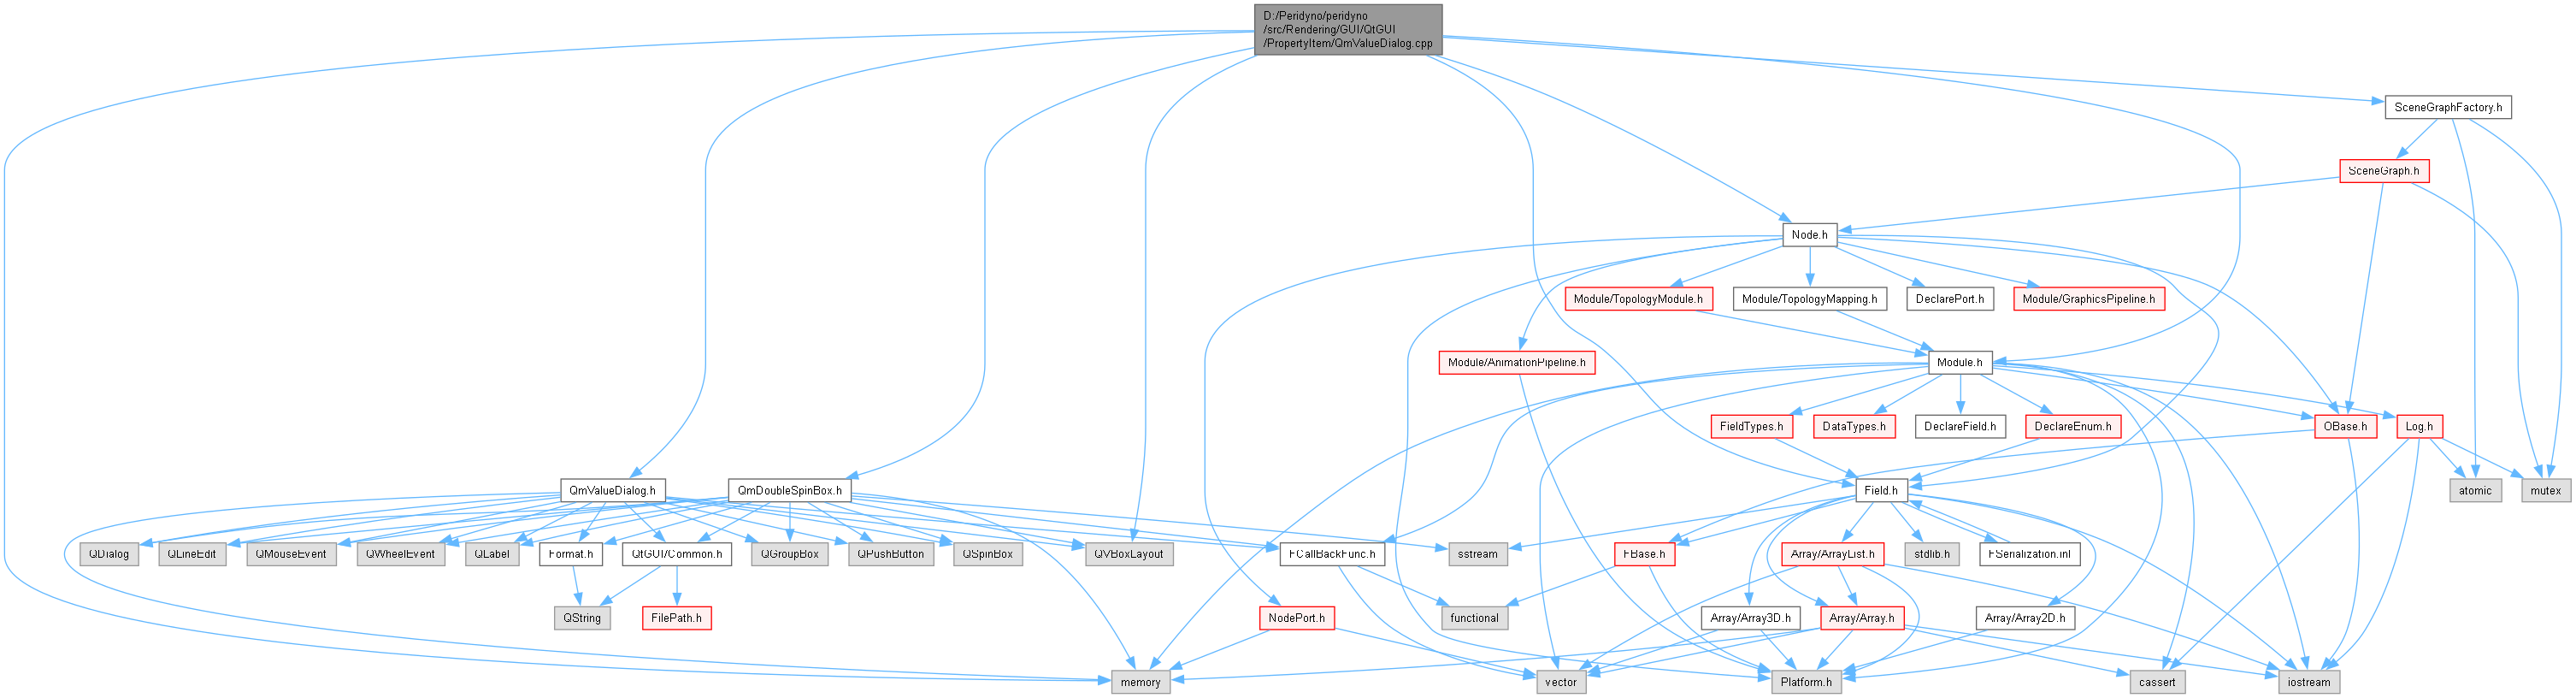 D:/Peridyno/peridyno
/src/Rendering/GUI/QtGUI
/PropertyItem/QmValueDialog.cpp
SceneGraphFactory.h
SceneGraph.h
Node.h
Module/TopologyModule.h
Module/TopologyMapping.h
DeclarePort.h
Module/GraphicsPipeline.h
Module/AnimationPipeline.h
Module.h
FieldTypes.h
DataTypes.h
DeclareField.h
DeclareEnum.h
OBase.h
Log.h
QmValueDialog.h
QmDoubleSpinBox.h
Field.h
atomic
mutex
QDialog
QLineEdit
QMouseEvent
QWheelEvent
QLabel
Format.h
QtGUI/Common.h
QGroupBox
QPushButton
QSpinBox
QVBoxLayout
FCallBackFunc.h
sstream
FBase.h
Array/ArrayList.h
stdlib.h
FSerialization.inl
QString
FilePath.h
functional
NodePort.h
Array/Array3D.h
Array/Array.h
Array/Array2D.h
memory
vector
Platform.h
cassert
iostream